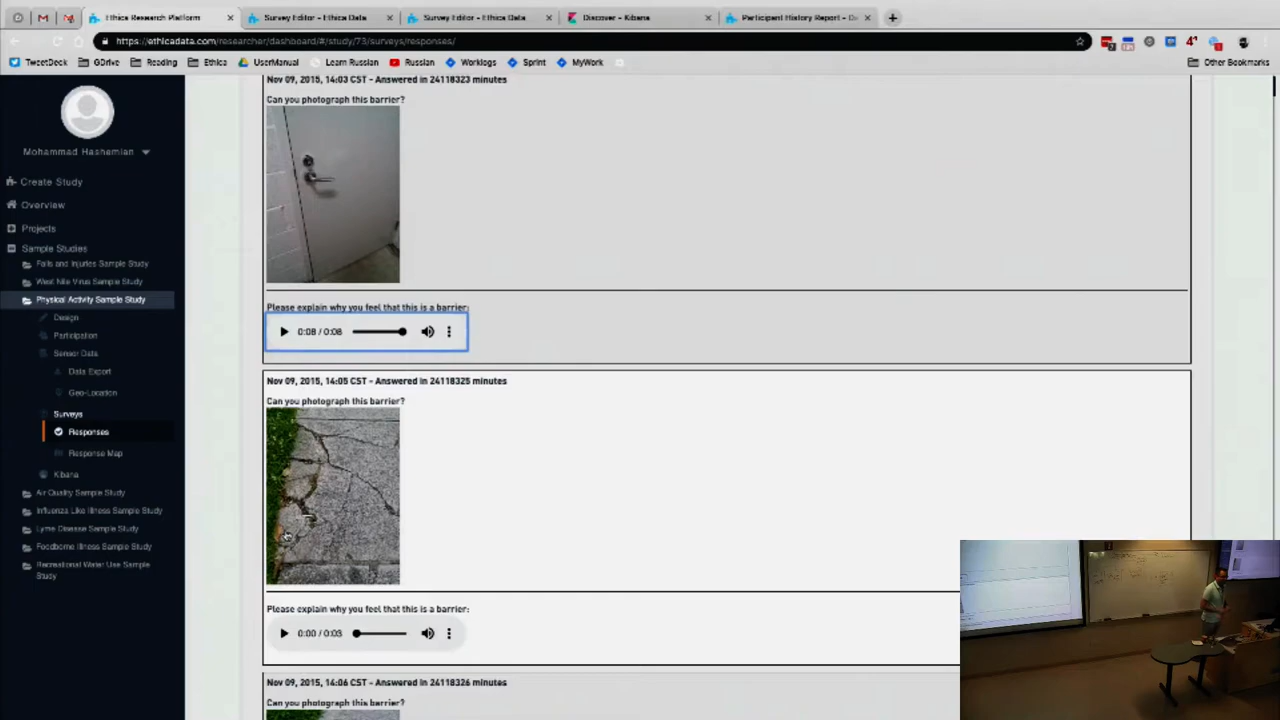 Ethica Research Platform
Survey Editor - Ethica Data
Survey Editor - Ethica Data
Discover - Kibana
Participant History Report - Da
https://ethicadata.com/researcher/dashboard/#/study/73/surveys/responses/
TweetDeck GDrive Reading Ethica UserManual Learn Russian Russian Worklogs Sprint MyWork Other Bookmarks
Mohammad Hashemian
Create Study
Overview
Projects
Sample Studies
Falls and Injuries Sample Study
West Nile Virus Sample Study
Physical Activity Sample Study
Design
Participation
Sensor Data
Data Export
Geo-Location
Surveys
Responses
Response Map
Kibana
Air Quality Sample Study
Influenza Like Illness Sample Study
Lyme Disease Sample Study
Foodborne Illness Sample Study
Recreational Water Use Sample
Study
Nov 09, 2015, 14:03 CST - Answered in 24118323 minutes
Can you photograph this barrier?
Please explain why you feel that this is a barrier:
0:08 / 0:08
Nov 09, 2015, 14:05 CST - Answered in 24118325 minutes
Can you photograph this barrier?
Please explain why you feel that this is a barrier:
0:00 / 0:03
Nov 09, 2015, 14:06 CST - Answered in 24118326 minutes
Can you photograph this barrier?